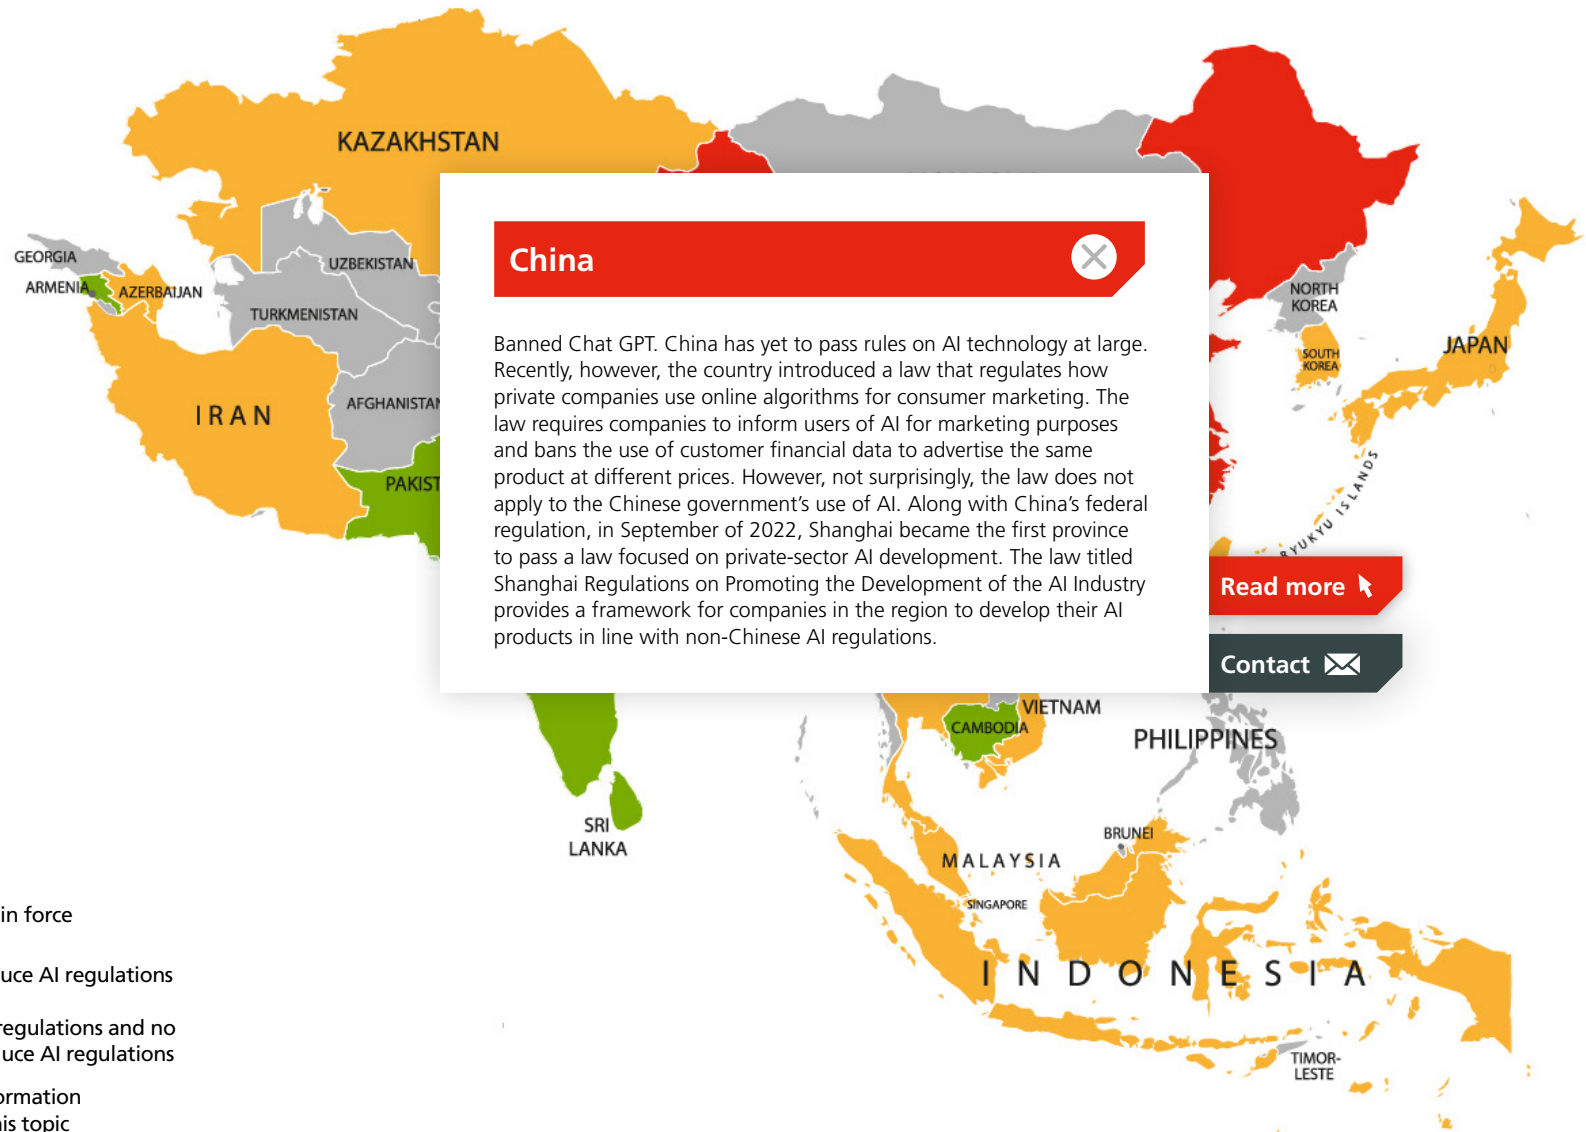 KAZAKHSTAN
GEORGIA
UZBEKISTAN
ARMENIA
AZERBAIJAN
TURKMENISTAN
IRAN
China
NORTH
KOREA
SOUTH
KOREA
JAPAN
Banned Chat GPT. China has yet to pass rules on AI technology at large.
Recently, however, the country introduced a law that regulates how
private companies use online algorithms for consumer marketing. The
law requires companies to inform users of AI for marketing purposes
and bans the use of customer financial data to advertise the same
product at different prices. However, not surprisingly, the law does not
apply to the Chinese government’s use of AI. Along with China’s federal
regulation, in September of 2022, Shanghai became the first province
to pass a law focused on private-sector AI development. The law titled
Shanghai Regulations on Promoting the Development of the AI Industry
provides a framework for companies in the region to develop their AI
products in line with non-Chinese AI regulations.
AFGHANISTAN
PAKIST
RYUKYU ISLANDS
Read more
Contact
VIETNAM
CAMBODIA
PHILIPPINES
SRI
LANKA
BRUNEI
MALAYSIA
SINGAPORE
INDONESIA
TIMOR-
LESTE
in force
uce AI regulations
regulations and no
uce AI regulations
ormation
is topic